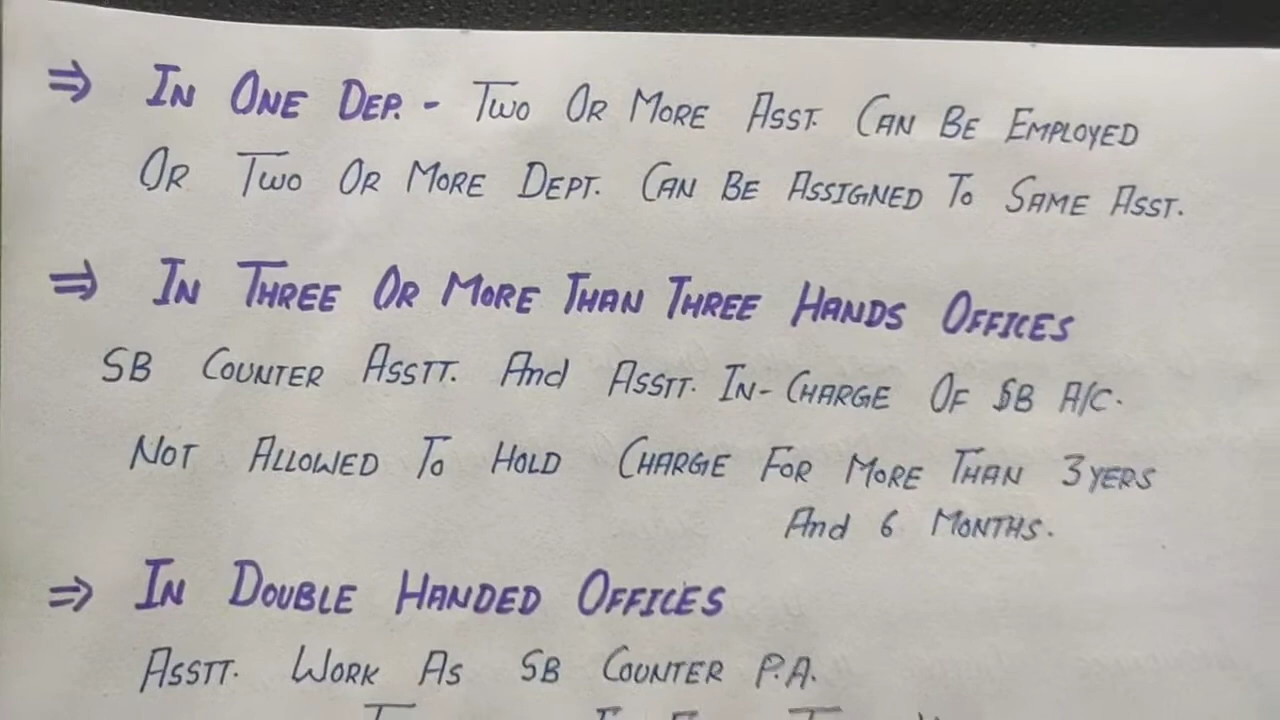 ⇒ IN ONE DEP. - TWO OR MORE ASST. CAN BE EMPLOYED
OR TWO OR MORE DEPT. CAN BE ASSIGNED TO SAME ASST.
⇒ IN THREE OR MORE THAN THREE HANDS OFFICES
SB COUNTER ASSTT. And ASSTT. IN-CHARGE OF SB A/C.
NOT ALLOWED TO HOLD CHARGE FOR MORE THAN 3 YERS
And 6 MONTHS.
⇒ IN DOUBLE HANDED OFFICES
ASSTT. WORK AS SB COUNTER P.A.